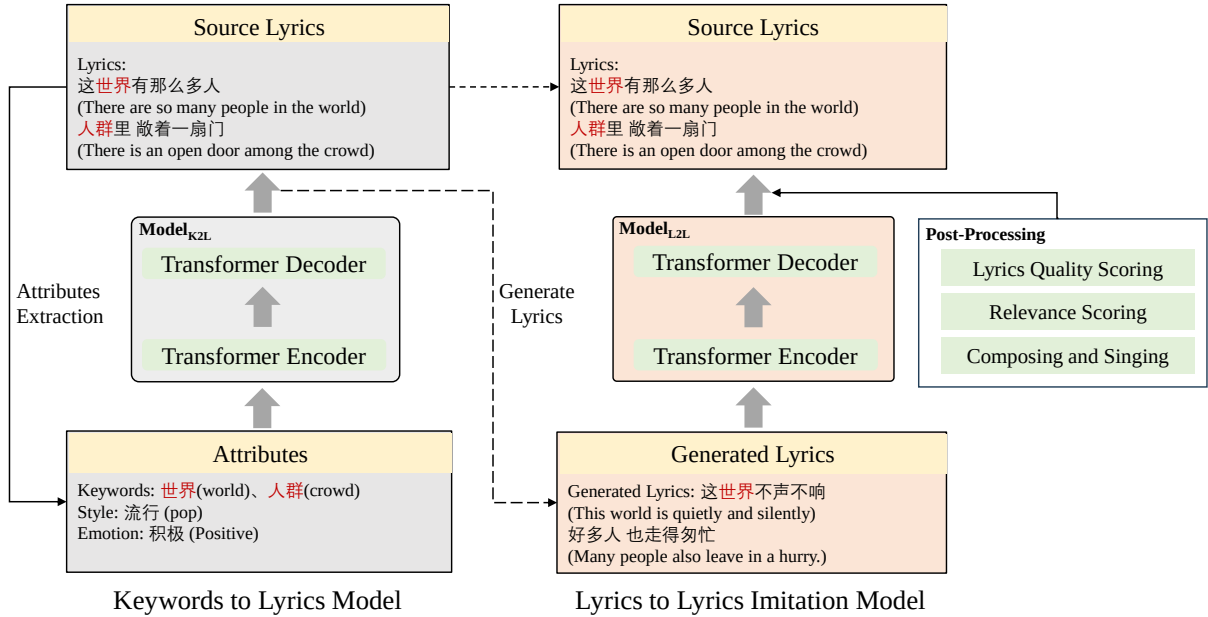 Source Lyrics
Lyrics:
这世界有那么多人
(There are so many people in the world)
人群里 敞着一扇门
(There is an open door among the crowd)
Source Lyrics
Lyrics:
这世界有那么多人
(There are so many people in the world)
人群里 敞着一扇门
(There is an open door among the crowd)
Attributes
Extraction
Model_K2L
Transformer Decoder
Transformer Encoder
Generate
Lyrics
Model_L2L
Transformer Decoder
Transformer Encoder
Post-Processing
Lyrics Quality Scoring
Relevance Scoring
Composing and Singing
Attributes
Keywords: 世界(world)、人群(crowd)
Style: 流行 (pop)
Emotion: 积极 (Positive)
Generated Lyrics
Generated Lyrics: 这世界不声不响
(This world is quietly and silently)
好多人 也走得匆忙
(Many people also leave in a hurry.)
Keywords to Lyrics Model
Lyrics to Lyrics Imitation Model